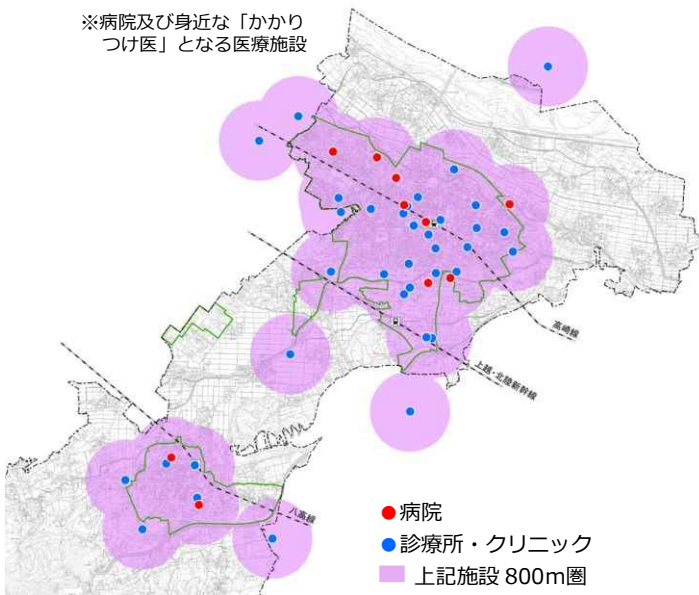 ※病院及び身近な「かかり
つけ医」となる医療施設
高崎線
上越・北陸新幹線
八高線
病院
診療所・クリニック
上記施設 800m圏